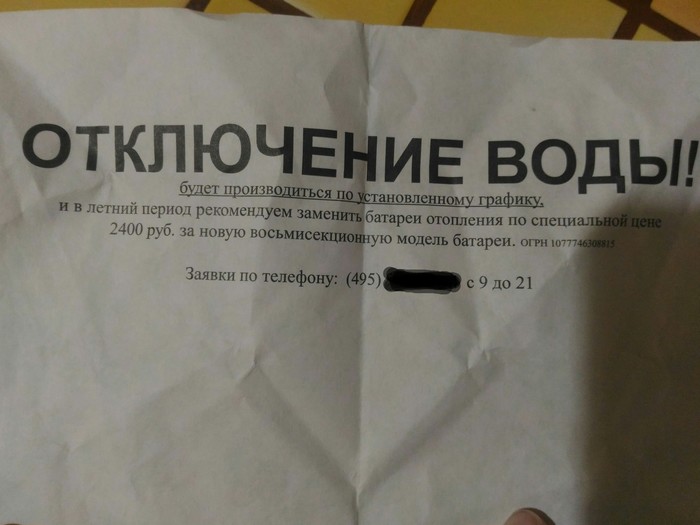 ОТКЛЮЧЕНИЕ ВОДЫ!
будет производиться по установленному графику,
и в летний период рекомендуем заменить батареи отопления по специальной цене
2400 руб. за новую восьмисекционную модель батареи. ОГРН 1077746308815
Заявки по телефону: (495) с 9 до 21